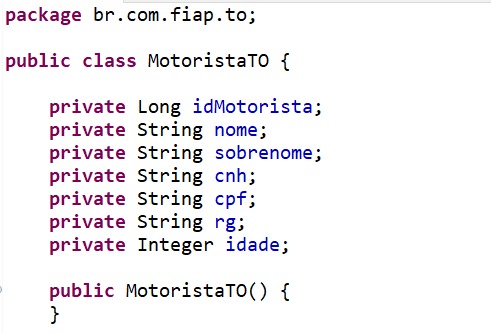 package br.com.fiap.to;
public class MotoristaTO {
private Long idMotorista;
private String nome;
private String sobrenome;
private String cnh;
private String cpf;
private String rg;
private Integer idade;
public MotoristaTO() {
}